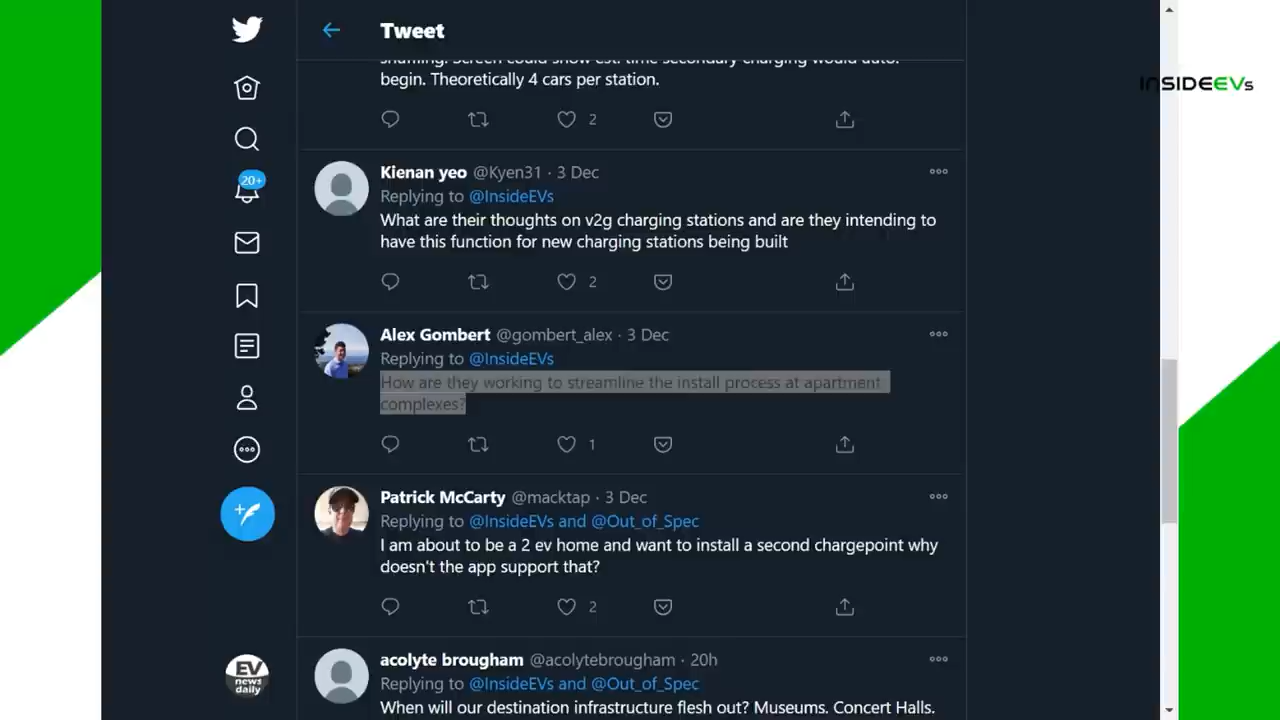 Tweet
INSIDEEVs
shuffling. Screen could show est. time secondary charging would auto.
begin. Theoretically 4 cars per station.
2
20+
Kienan yeo @Kyen31 · 3 Dec
Replying to @InsideEVs
What are their thoughts on v2g charging stations and are they intending to
have this function for new charging stations being built
2
Alex Gombert @gombert_alex · 3 Dec
Replying to @InsideEVs
How are they working to streamline the install process at apartment
complexes?
1
Patrick McCarty @macktap · 3 Dec
Replying to @InsideEVs and @Out_of_Spec
I am about to be a 2 ev home and want to install a second chargepoint why
doesn't the app support that?
2
EV
news
daily
acolyte brougham @acolytebrougham · 20h
Replying to @InsideEVs and @Out_of_Spec
When will our destination infrastructure flesh out? Museums. Concert Halls.